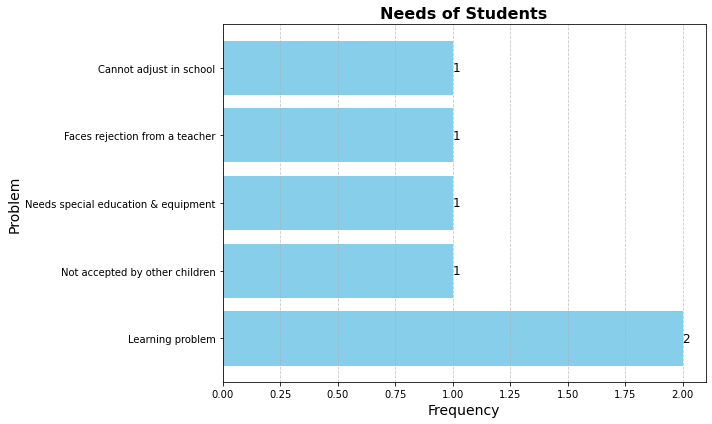 Needs of Students
Problem
Cannot adjust in school
1
Faces rejection from a teacher
1
Needs special education & equipment
1
Not accepted by other children
1
Learning problem
2
0.00 0.25 0.50 0.75 1.00 1.25 1.50 1.75 2.00
Frequency